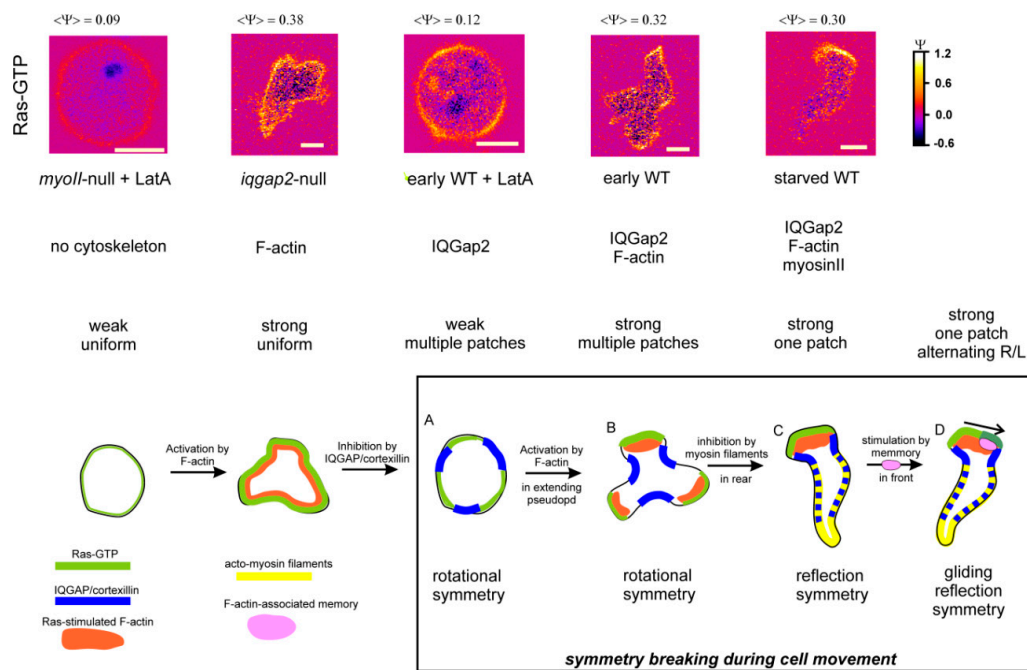 <Ψ> = 0.09
<Ψ> = 0.38
<Ψ> = 0.12
<Ψ> = 0.32
<Ψ> = 0.30
Ras-GTP
Ψ
1.2
0.6
0
-0.6
myoII-null + LatA
iqgap2-null
early WT + LatA
early WT
starved WT
no cytoskeleton
F-actin
IQGap2
IQGap2
F-actin
IQGap2
F-actin
myosinII
weak
uniform
strong
uniform
weak
multiple patches
strong
multiple patches
strong
one patch
strong
one patch
alternating R/L
Activation by
F-actin
Inhibition by
IQGAP/cortexillin
A
Activation by
F-actin
in extending
pseudopd
B
inhibition by
myosin filaments
in rear
C
stimulation by
memmory
in front
D
Ras-GTP
IQGAP/cortexillin
Ras-stimulated F-actin
acto-myosin filaments
F-actin-associated memory
rotational
symmetry
rotational
symmetry
reflection
symmetry
gliding
reflection
symmetry
symmetry breaking during cell movement